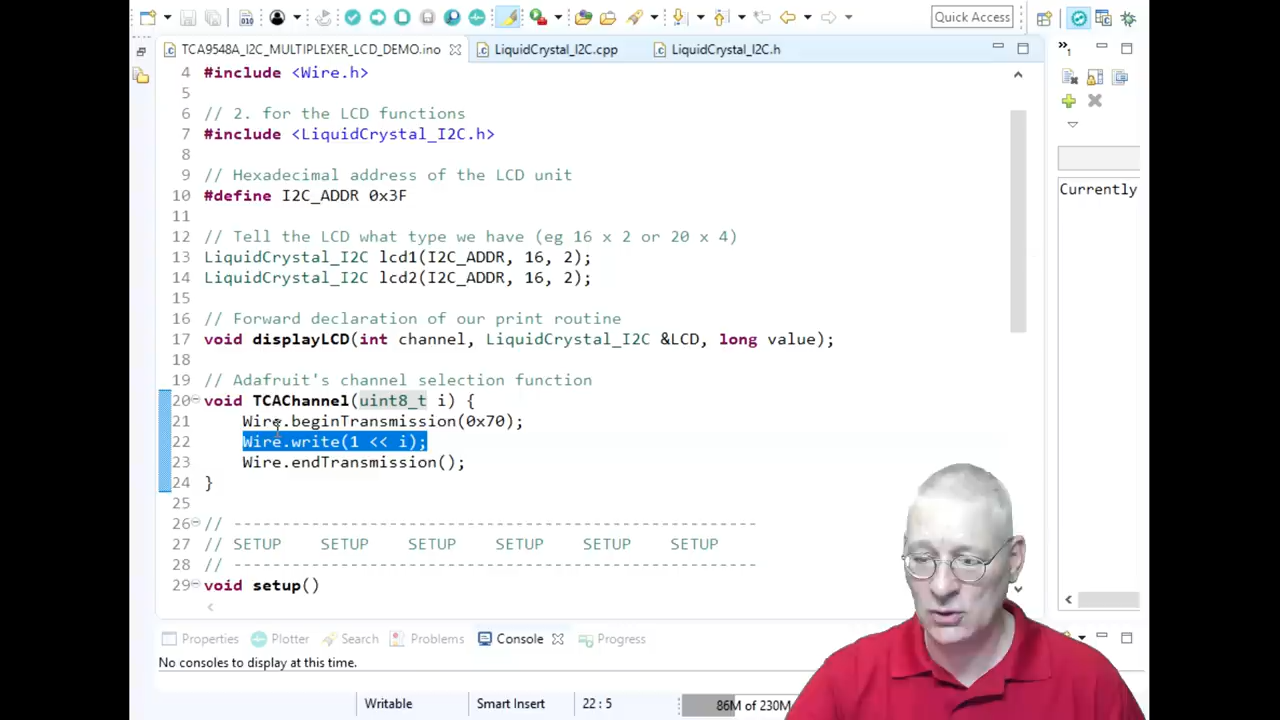 Quick Access
TCA9548A_I2C_MULTIPLEXER_LCD_DEMO.ino
LiquidCrystal_I2C.cpp
LiquidCrystal_I2C.h
4 #include <Wire.h>
5
6 // 2. for the LCD functions
7 #include <LiquidCrystal_I2C.h>
8
9 // Hexadecimal address of the LCD unit
10 #define I2C_ADDR 0x3F
11
12 // Tell the LCD what type we have (eg 16 x 2 or 20 x 4)
13 LiquidCrystal_I2C lcd1(I2C_ADDR, 16, 2);
14 LiquidCrystal_I2C lcd2(I2C_ADDR, 16, 2);
15
16 // Forward declaration of our print routine
17 void displayLCD(int channel, LiquidCrystal_I2C &LCD, long value);
18
19 // Adafruit's channel selection function
20 void TCAChannel(uint8_t i) {
21 Wire.beginTransmission(0x70);
22 Wire.write(1 << i);
23 Wire.endTransmission();
24 }
25
26 // ------------------------------------------------------
27 // SETUP SETUP SETUP SETUP SETUP SETUP
28 // ------------------------------------------------------
29 void setup()
Currently
Properties Plotter Search Problems Console Progress
No consoles to display at this time.
Writable Smart Insert 22 : 5 86M of 230M